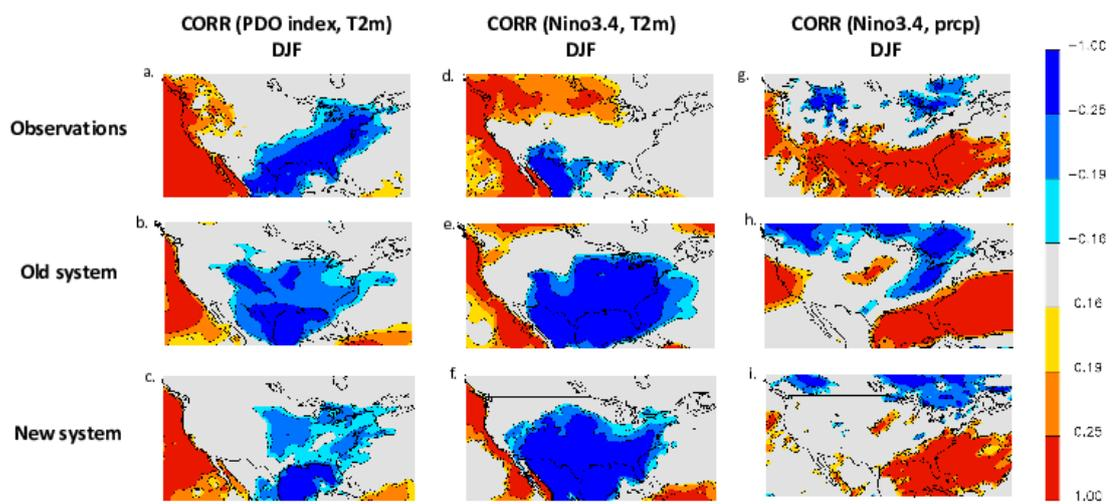 CORR (PDO index, T2m)
DJF
CORR (Nino3.4, T2m)
DJF
CORR (Nino3.4, prcp)
DJF
Observations
a.
d.
g.
Old system
b.
e.
h.
New system
c.
f.
i.
-1.00
-0.25
-0.19
-0.16
0.16
0.19
0.25
1.00